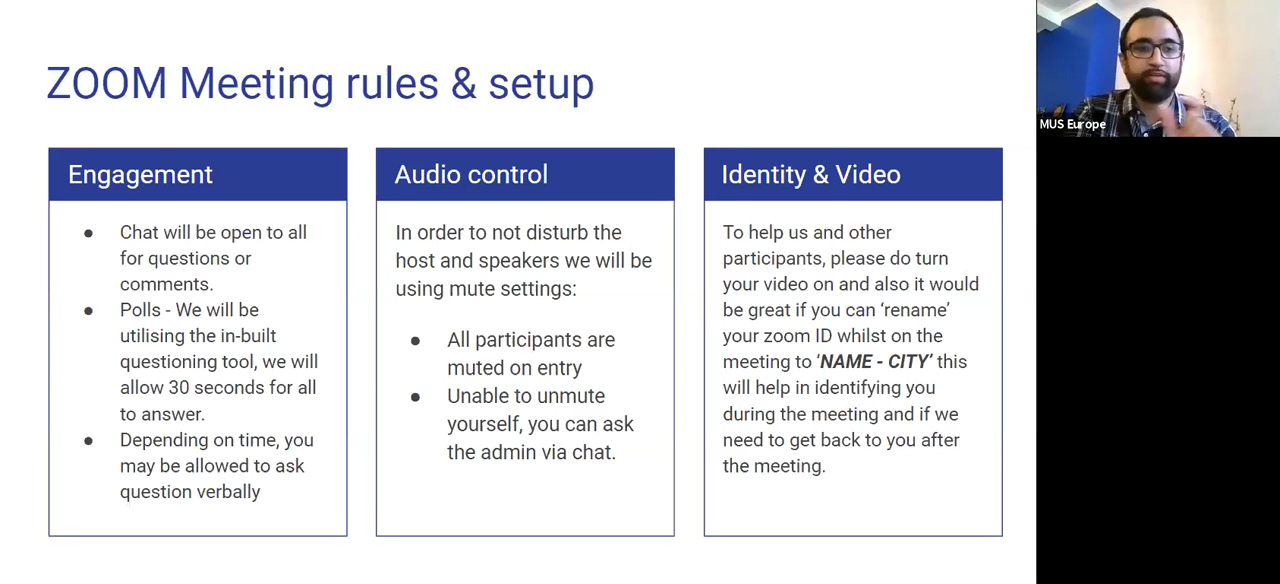 ZOOM Meeting rules & setup
MUS Europe
Engagement
● Chat will be open to all
for questions or
comments.
● Polls - We will be
utilising the in-built
questioning tool, we will
allow 30 seconds for all
to answer.
● Depending on time, you
may be allowed to ask
question verbally
Audio control
In order to not disturb the
host and speakers we will be
using mute settings:
● All participants are
muted on entry
● Unable to unmute
yourself, you can ask
the admin via chat.
Identity & Video
To help us and other
participants, please do turn
your video on and also it would
be great if you can ‘rename’
your zoom ID whilst on the
meeting to ‘NAME - CITY’ this
will help in identifying you
during the meeting and if we
need to get back to you after
the meeting.